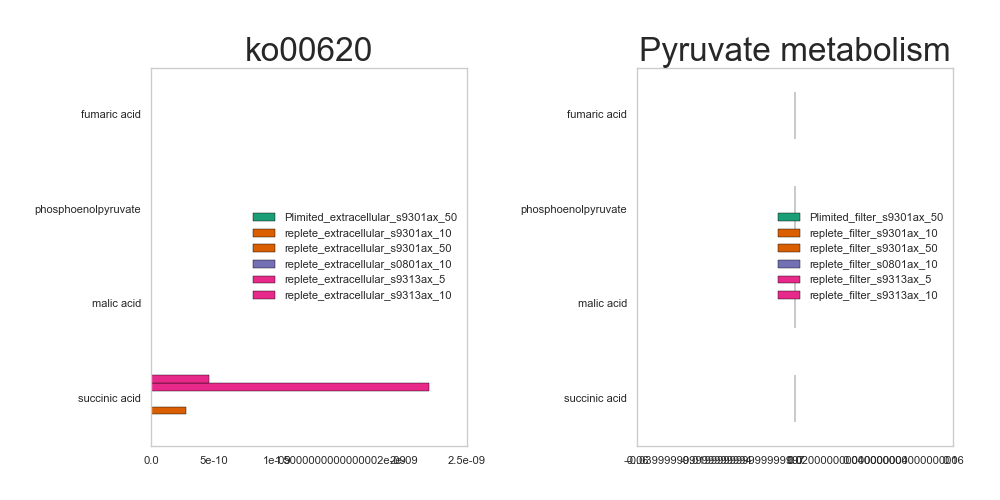 ko00620
fumaric acid
phosphoenolpyruvate
malic acid
succinic acid
Plimited_extracellular_s9301ax_50
replete_extracellular_s9301ax_10
replete_extracellular_s9301ax_50
replete_extracellular_s0801ax_10
replete_extracellular_s9313ax_5
replete_extracellular_s9313ax_10
0.0
5e-10
2.5e-09
Pyruvate metabolism
fumaric acid
phosphoenolpyruvate
malic acid
succinic acid
Plimited_filter_s9301ax_50
replete_filter_s9301ax_10
replete_filter_s9301ax_50
replete_filter_s0801ax_10
replete_filter_s9313ax_5
replete_filter_s9313ax_10